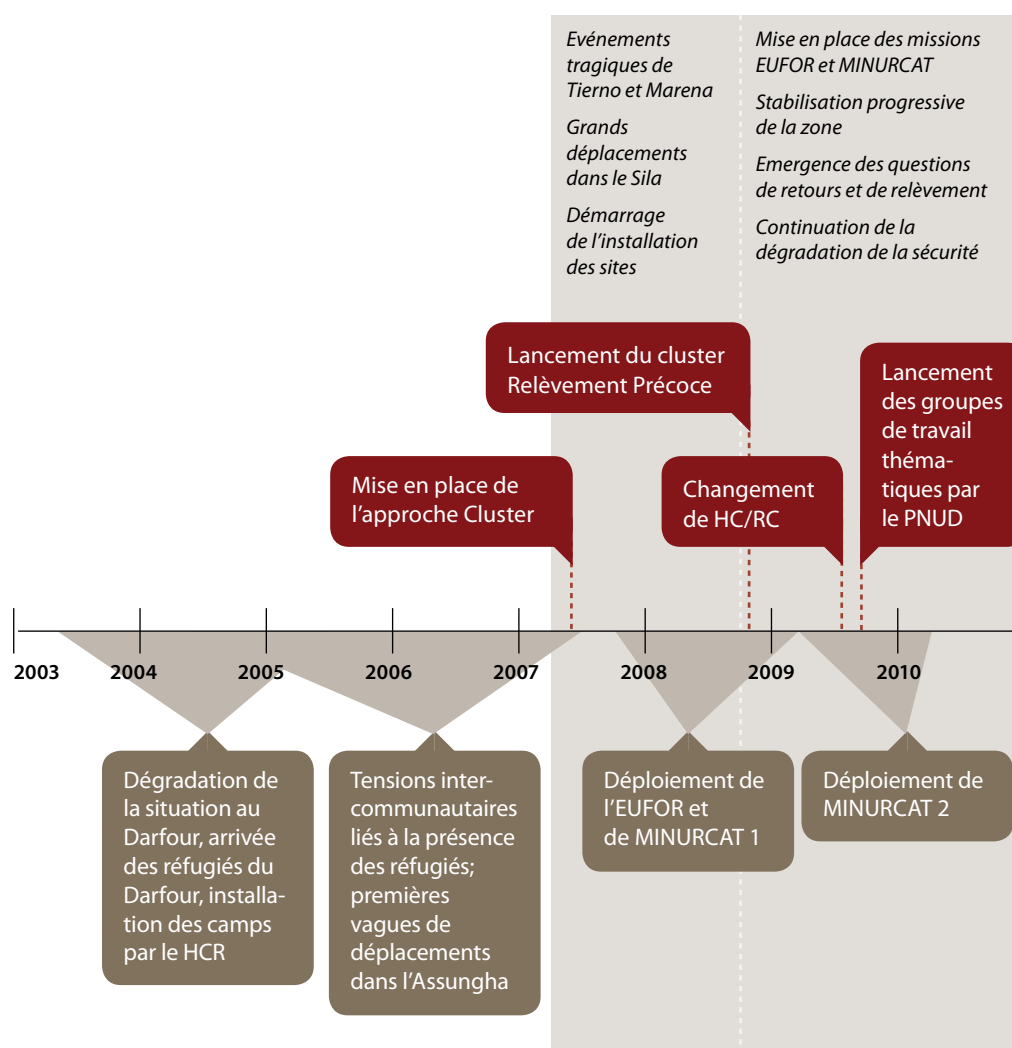 Evénements
tragiques de
Tierno et Marena
Grands
déplacements
dans le Sila
Démarrage
de l'installation
des sites
Mise en place des missions
EUFOR et MINURCAT
Stabilisation progressive
de la zone
Emergence des questions
de retours et de relèvement
Continuation de la
dégradation de la sécurité
Lancement du cluster
Relèvement Précoce
Lancement
des groupes
de travail
théma-
tiques par
le PNUD
Mise en place de
l'approche Cluster
Changement
de HC/RC
2003
2004
2005
2006
2007
2008
2009
2010
Dégradation de
la situation au
Darfour, arrivée
des réfugiés du
Darfour, installa-
tion des camps
par le HCR
Tensions inter-
communautaires
liés à la présence
des réfugiés;
premières
vagues de
déplacements
dans l'Assungha
Déploiement de
l'EUFOR et
de MINURCAT 1
Déploiement de
MINURCAT 2